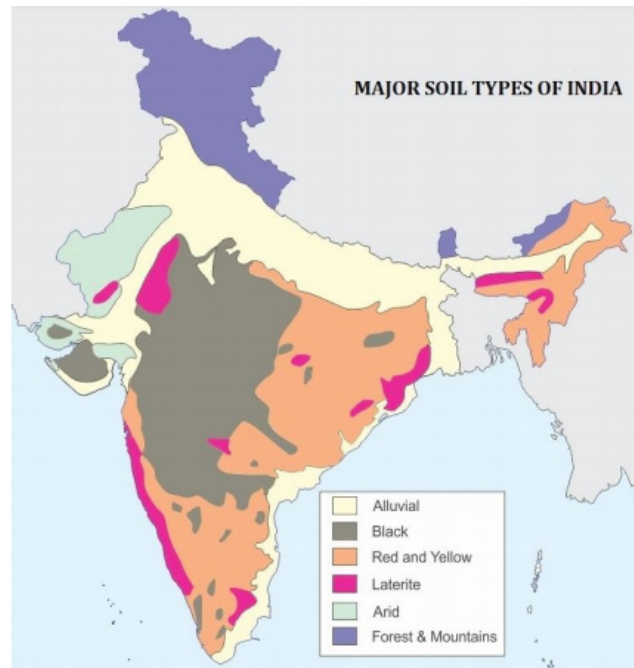 MAJOR SOIL TYPES OF INDIA
Alluvial
Black
Red and Yellow
Laterite
Arid
Forest & Mountains